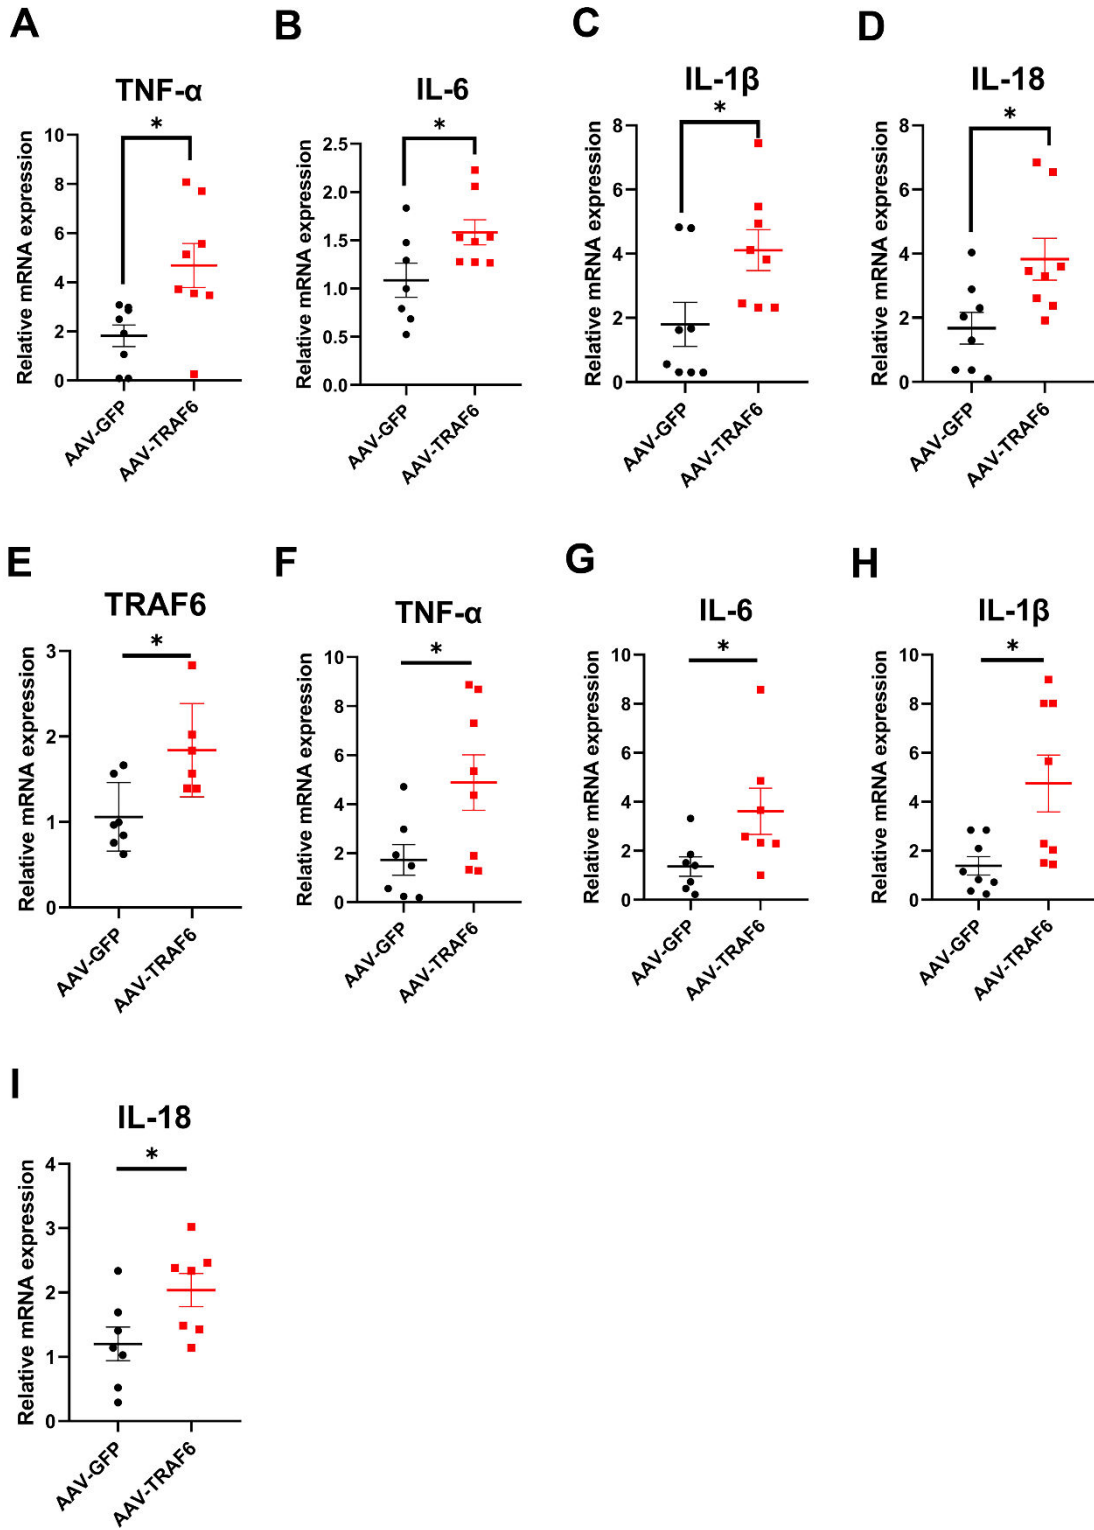 A
B
C
D
TNF-α
IL-6
IL-1β
IL-18
*
*
*
*
Relative mRNA expression
10
8
6
4
2
0
AAV-GFP
AAV-TRAF6
Relative mRNA expression
2.5
2.0
1.5
1.0
0.5
0.0
AAV-GFP
AAV-TRAF6
Relative mRNA expression
8
6
4
2
0
AAV-GFP
AAV-TRAF6
Relative mRNA expression
8
6
4
2
0
AAV-GFP
AAV-TRAF6
E
F
G
H
TRAF6
TNF-α
IL-6
IL-1β
*
*
*
*
Relative mRNA expression
3
2
1
0
AAV-GFP
AAV-TRAF6
Relative mRNA expression
10
8
6
4
2
0
AAV-GFP
AAV-TRAF6
Relative mRNA expression
10
8
6
4
2
0
AAV-GFP
AAV-TRAF6
Relative mRNA expression
10
8
6
4
2
0
AAV-GFP
AAV-TRAF6
I
IL-18
*
Relative mRNA expression
4
3
2
1
0
AAV-GFP
AAV-TRAF6